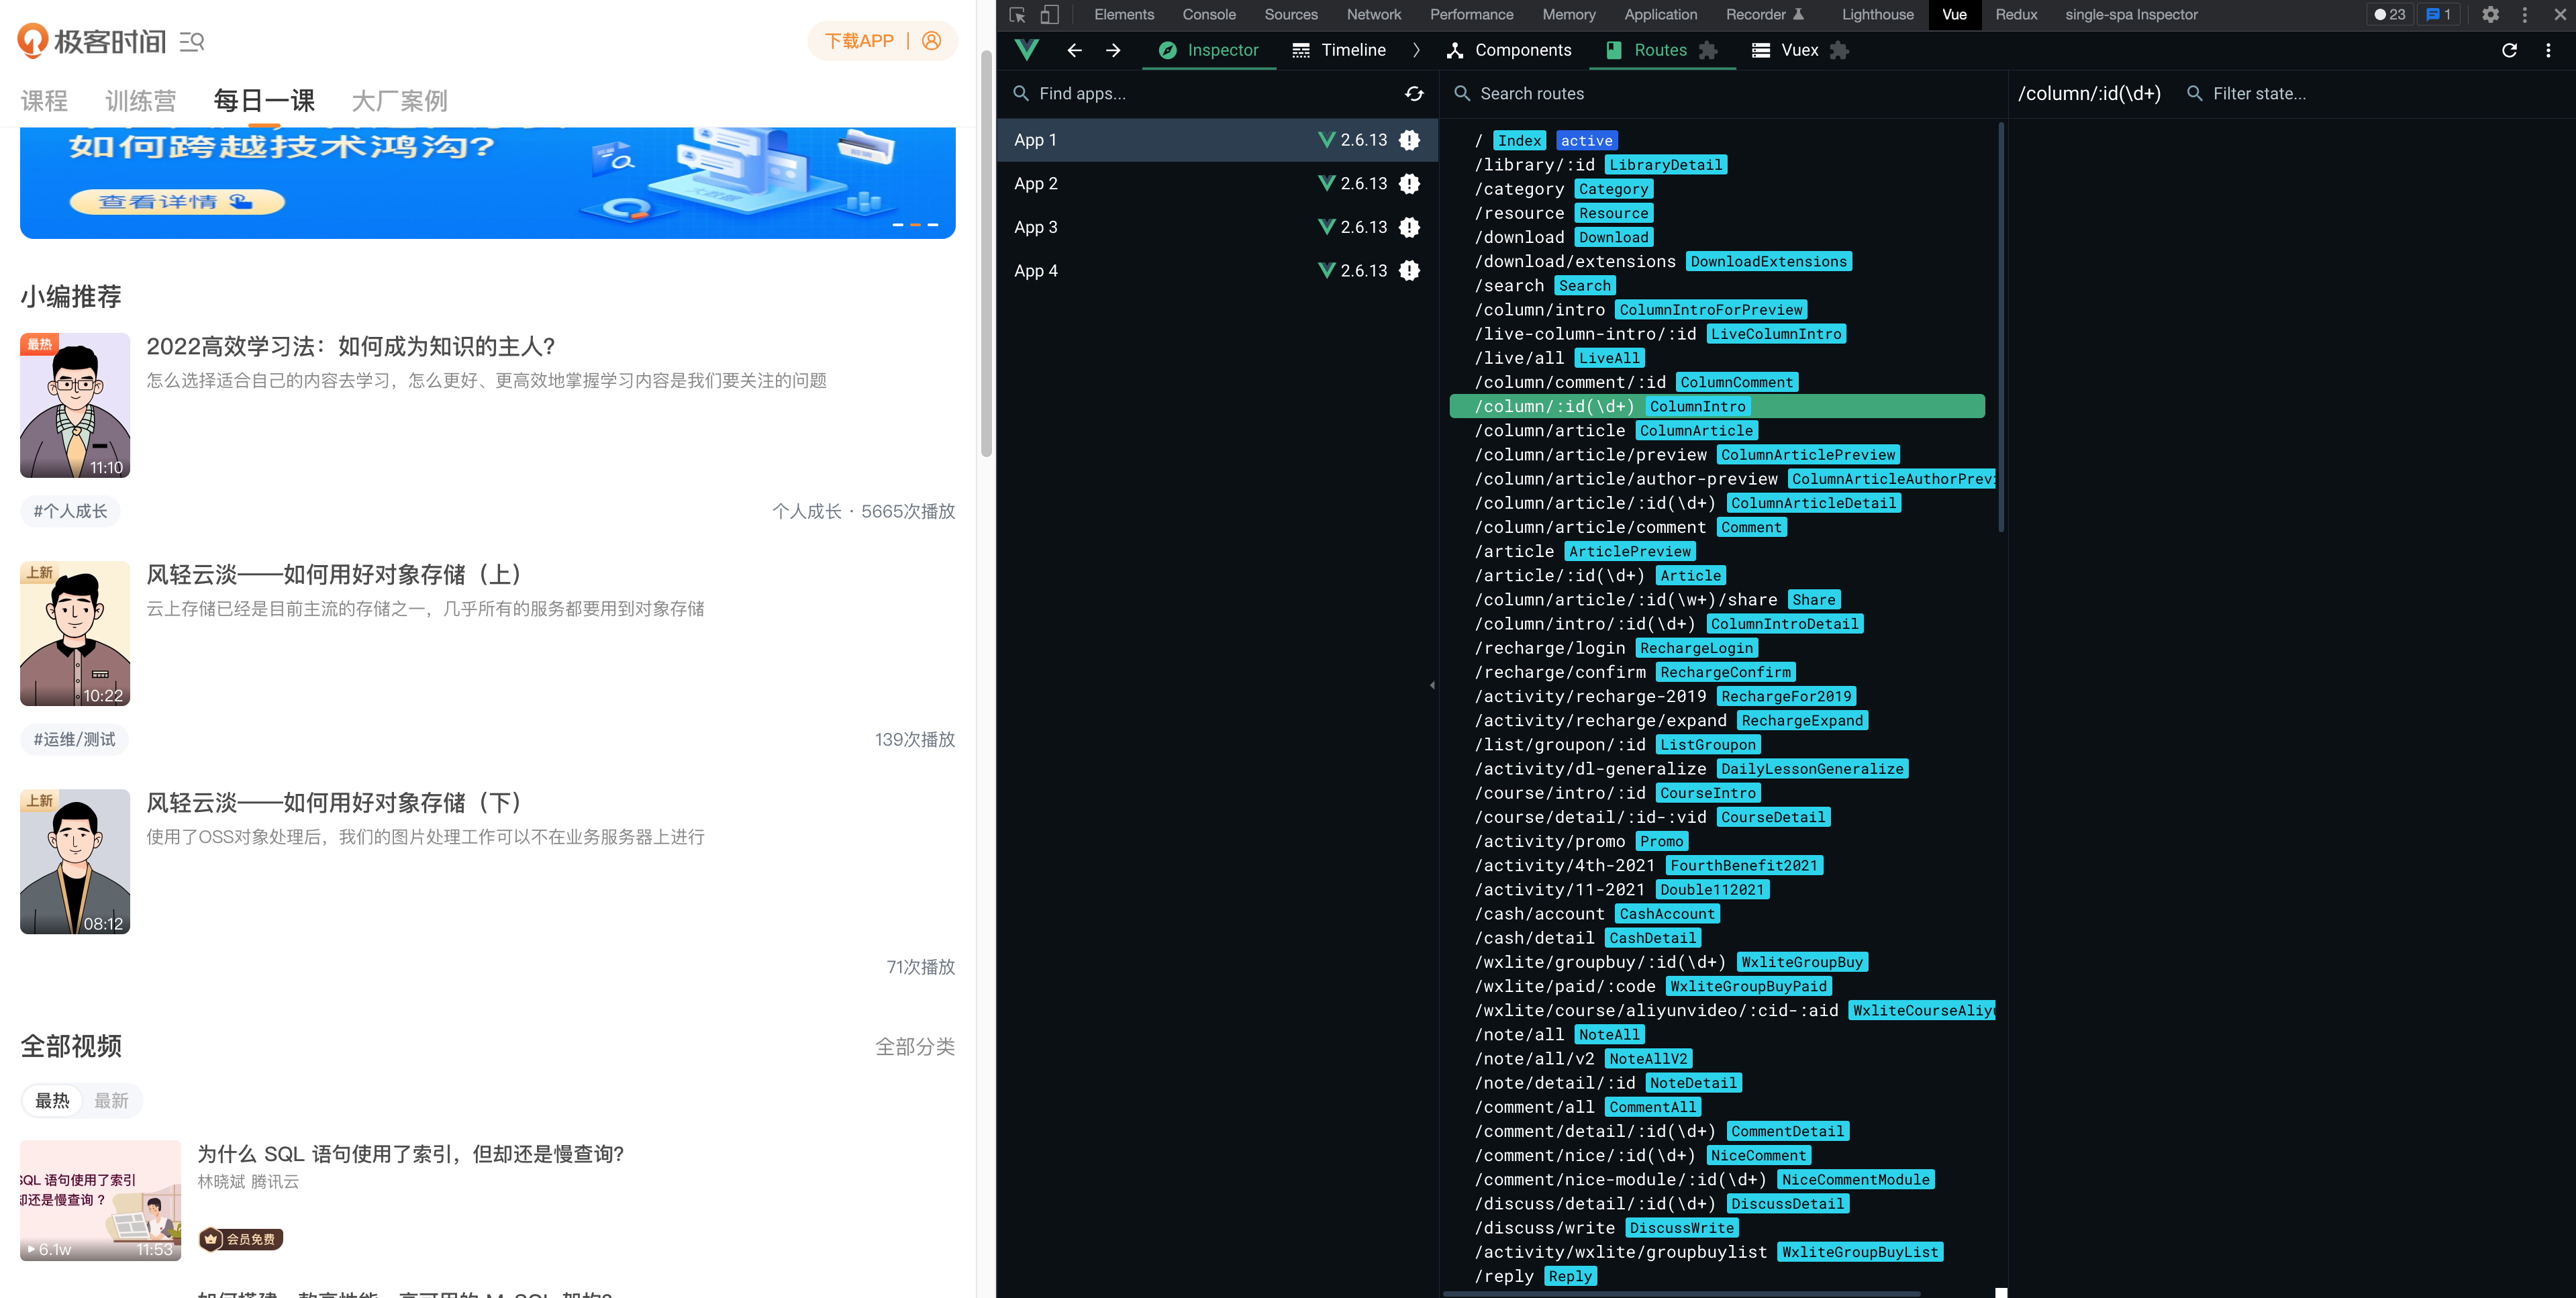 极客时间
下载APP
课程 训练营 每日一课 大厂案例
如何跨越技术鸿沟?
查看详情
小编推荐
最热
11:10
2022高效学习法：如何成为知识的主人?
怎么选择适合自己的内容去学习，怎么更好、更高效地掌握学习内容是我们要关注的问题
#个人成长
个人成长 · 5665次播放
上新
10:22
风轻云淡——如何用好对象存储（上）
云上存储已经是目前主流的存储之一，几乎所有的服务都要用到对象存储
#运维/测试
139次播放
上新
08:12
风轻云淡——如何用好对象存储（下）
使用了OSS对象处理后，我们的图片处理工作可以不在业务服务器上进行
71次播放
全部视频
全部分类
最热 最新
SQL 语句使用了索引
却还是慢查询 ?
6.1w 11:53
为什么 SQL 语句使用了索引，但却还是慢查询?
林晓斌 腾讯云
会员免费
Elements Console Sources Network Performance Memory Application Recorder Lighthouse Vue Redux single-spa Inspector 23 1
Inspector Timeline Components Routes Vuex
Find apps...
App 1 2.6.13
App 2 2.6.13
App 3 2.6.13
App 4 2.6.13
Search routes
/ Index active
/library/:id LibraryDetail
/category Category
/resource Resource
/download Download
/download/extensions DownloadExtensions
/search Search
/column/intro ColumnIntroForPreview
/live-column-intro/:id LiveColumnIntro
/live/all LiveAll
/column/comment/:id ColumnComment
/column/:id(\d+) ColumnIntro
/column/article ColumnArticle
/column/article/preview ColumnArticlePreview
/column/article/author-preview ColumnArticleAuthorPrev
/column/article/:id(\d+) ColumnArticleDetail
/column/article/comment Comment
/article ArticlePreview
/article/:id(\d+) Article
/column/article/:id(\w+)/share Share
/column/intro/:id(\d+) ColumnIntroDetail
/recharge/login RechargeLogin
/recharge/confirm RechargeConfirm
/activity/recharge-2019 RechargeFor2019
/activity/recharge/expand RechargeExpand
/list/groupon/:id ListGroupon
/activity/dl-generalize DailyLessonGeneralize
/course/intro/:id CourseIntro
/course/detail/:id-:vid CourseDetail
/activity/promo Promo
/activity/4th-2021 FourthBenefit2021
/activity/11-2021 Double112021
/cash/account CashAccount
/cash/detail CashDetail
/wxlite/groupbuy/:id(\d+) WxliteGroupBuy
/wxlite/paid/:code WxliteGroupBuyPaid
/wxlite/course/aliyunvideo/:cid-:aid WxliteCourseAliy
/note/all NoteAll
/note/all/v2 NoteAllV2
/note/detail/:id NoteDetail
/comment/all CommentAll
/comment/detail/:id(\d+) CommentDetail
/comment/nice/:id(\d+) NiceComment
/comment/nice-module/:id(\d+) NiceCommentModule
/discuss/detail/:id(\d+) DiscussDetail
/discuss/write DiscussWrite
/activity/wxlite/groupbuylist WxliteGroupBuyList
/reply Reply
/column/:id(\d+) Filter state...